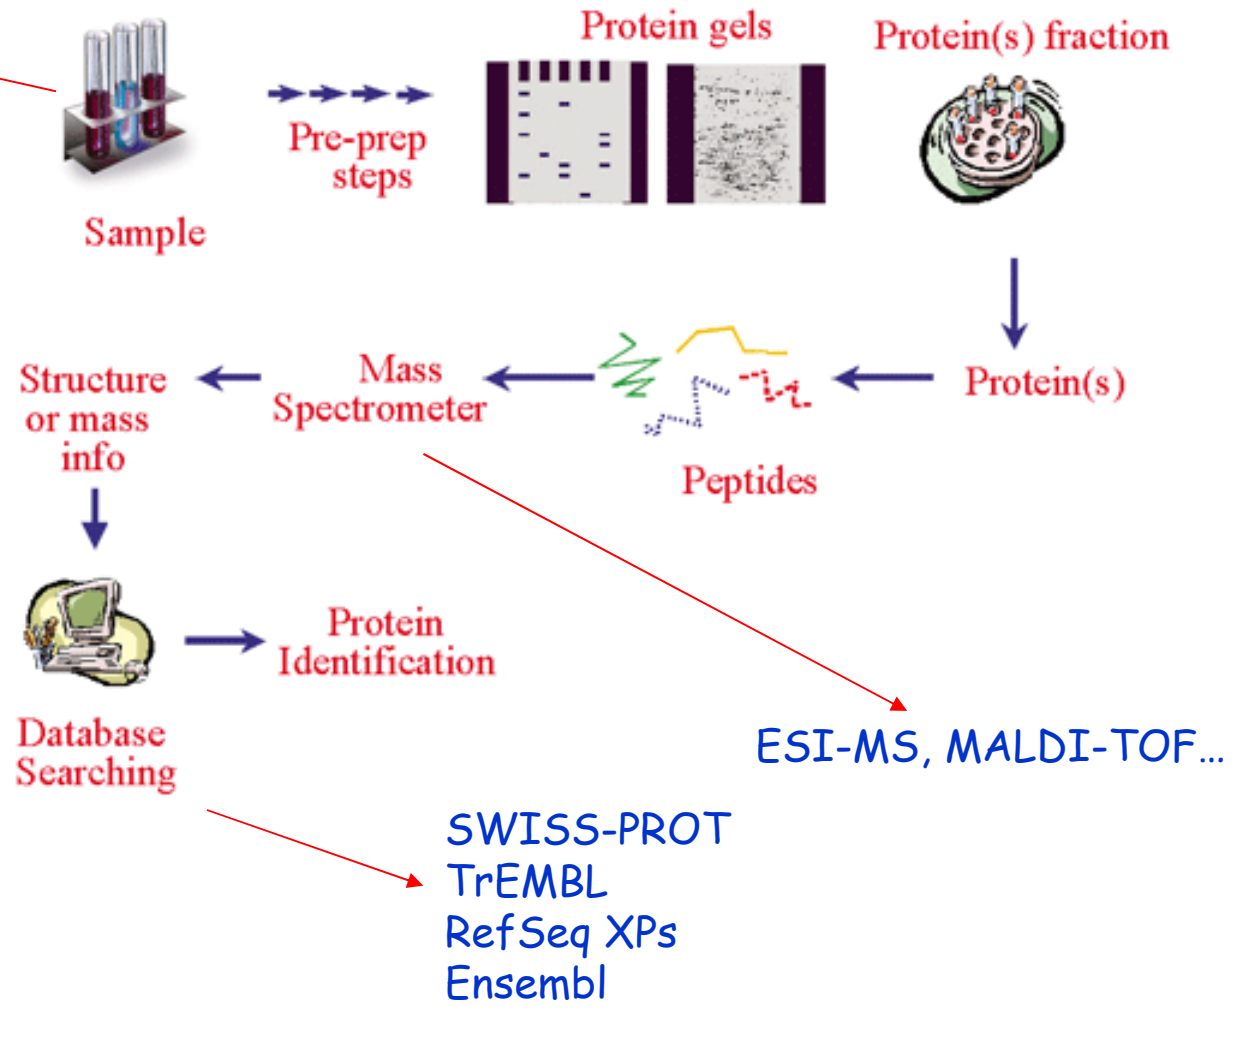 Protein gels
Protein(s) fraction
Pre-prep
steps
Sample
Structure
or mass
info
Mass
Spectrometer
Peptides
Protein(s)
Database
Searching
Protein
Identification
ESI-MS, MALDI-TOF...
SWISS-PROT
TrEMBL
RefSeq XPs
Ensembl